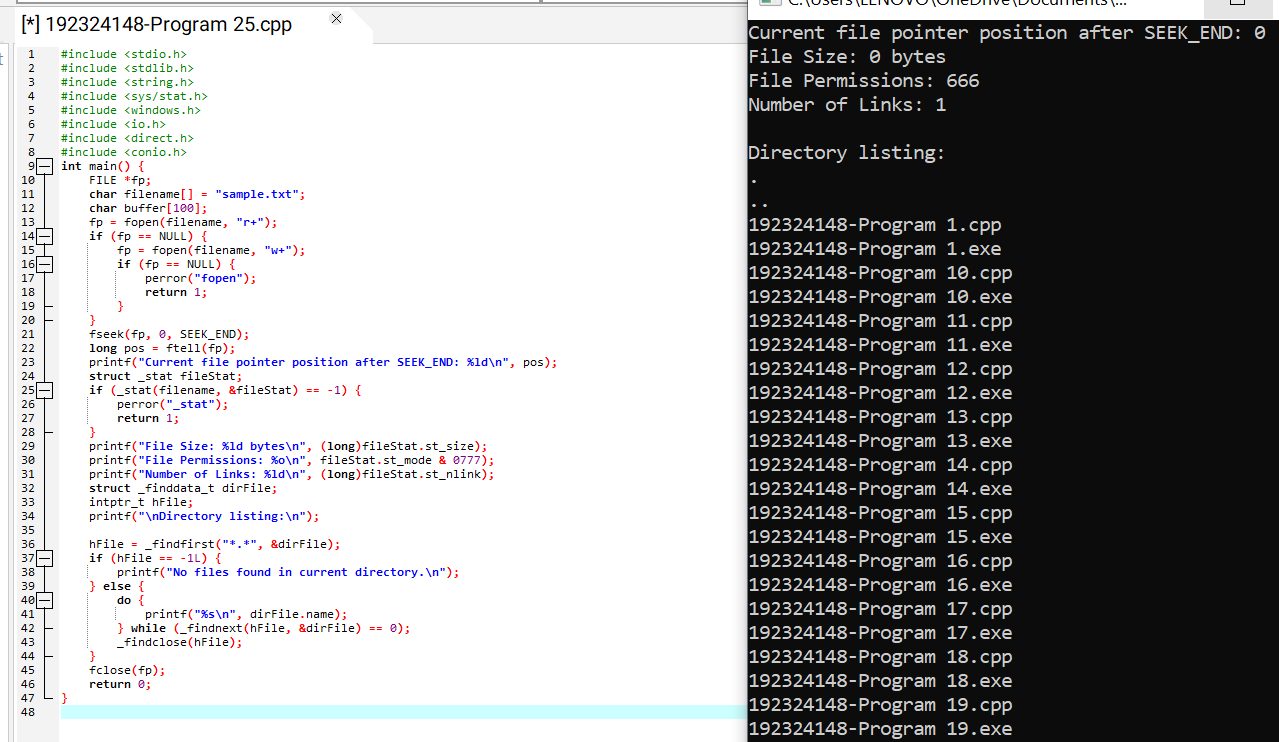 [*] 192324148-Program 25.cpp
1 #include <stdio.h>
2 #include <stdlib.h>
3 #include <string.h>
4 #include <sys/stat.h>
5 #include <windows.h>
6 #include <io.h>
7 #include <direct.h>
8 #include <conio.h>
9 int main() {
10 FILE *fp;
11 char filename[] = "sample.txt";
12 char buffer[100];
13 fp = fopen(filename, "r+");
14 if (fp == NULL) {
15 fp = fopen(filename, "w+");
16 if (fp == NULL) {
17 perror("fopen");
18 return 1;
19 }
20 }
21 fseek(fp, 0, SEEK_END);
22 long pos = ftell(fp);
23 printf("Current file pointer position after SEEK_END: %ld\n", pos);
24 struct _stat fileStat;
25 if (_stat(filename, &fileStat) == -1) {
26 perror("_stat");
27 return 1;
28 }
29 printf("File Size: %ld bytes\n", (long)fileStat.st_size);
30 printf("File Permissions: %o\n", fileStat.st_mode & 0777);
31 printf("Number of Links: %ld\n", (long)fileStat.st_nlink);
32 struct _finddata_t dirFile;
33 intptr_t hFile;
34 printf("\nDirectory listing:\n");
35
36 hFile = _findfirst("*.*", &dirFile);
37 if (hFile == -1L) {
38 printf("No files found in current directory.\n");
39 } else {
40 do {
41 printf("%s\n", dirFile.name);
42 } while (_findnext(hFile, &dirFile) == 0);
43 _findclose(hFile);
44 }
45 fclose(fp);
46 return 0;
47 }
48
C:\Users\LENOVO\OneDrive\Documents\...
Current file pointer position after SEEK_END: 0
File Size: 0 bytes
File Permissions: 666
Number of Links: 1
Directory listing:
.
..
192324148-Program 1.cpp
192324148-Program 1.exe
192324148-Program 10.cpp
192324148-Program 10.exe
192324148-Program 11.cpp
192324148-Program 11.exe
192324148-Program 12.cpp
192324148-Program 12.exe
192324148-Program 13.cpp
192324148-Program 13.exe
192324148-Program 14.cpp
192324148-Program 14.exe
192324148-Program 15.cpp
192324148-Program 15.exe
192324148-Program 16.cpp
192324148-Program 16.exe
192324148-Program 17.cpp
192324148-Program 17.exe
192324148-Program 18.cpp
192324148-Program 18.exe
192324148-Program 19.cpp
192324148-Program 19.exe